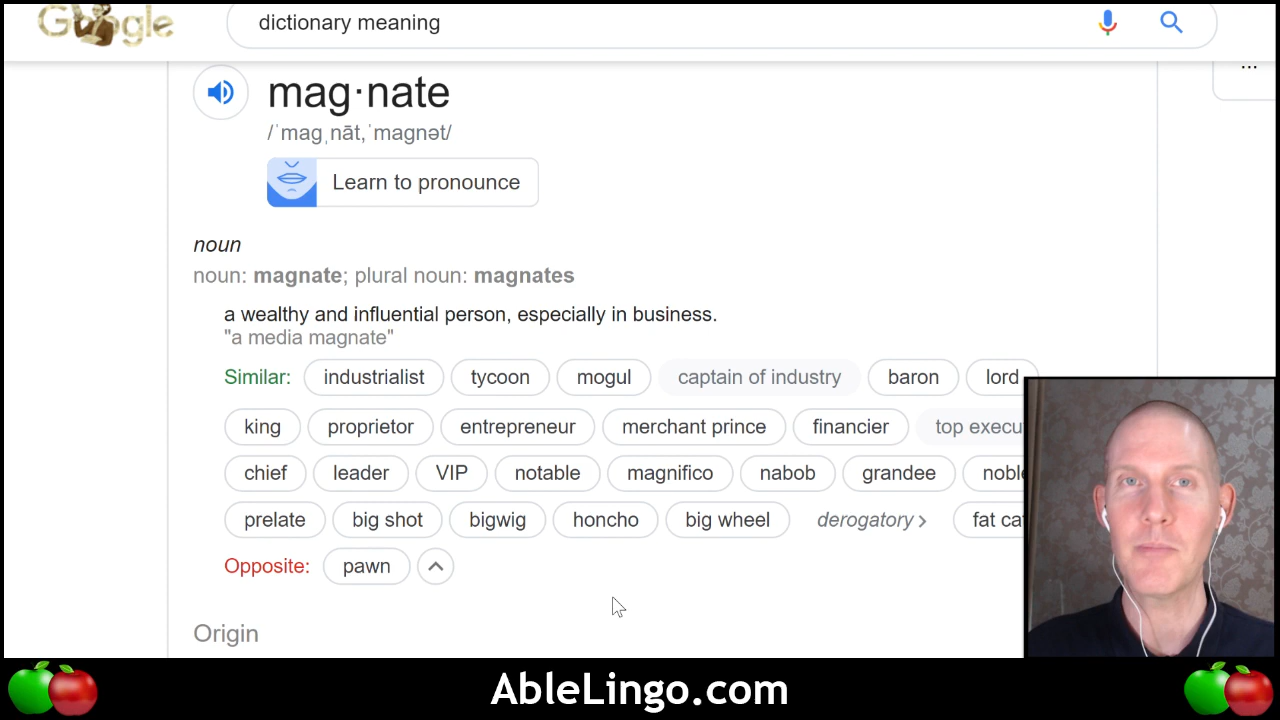 Google
dictionary meaning
...
mag·nate
/ˈmaɡˌnāt,ˈmaɡnət/
Learn to pronounce
noun
noun: magnate; plural noun: magnates
a wealthy and influential person, especially in business.
"a media magnate"
Similar: industrialist tycoon mogul captain of industry baron lord
king proprietor entrepreneur merchant prince financier top
chief leader VIP notable magnifico nabob grandee
prelate big shot bigwig honcho big wheel derogatory › fat
Opposite: pawn
Origin
AbleLingo.com